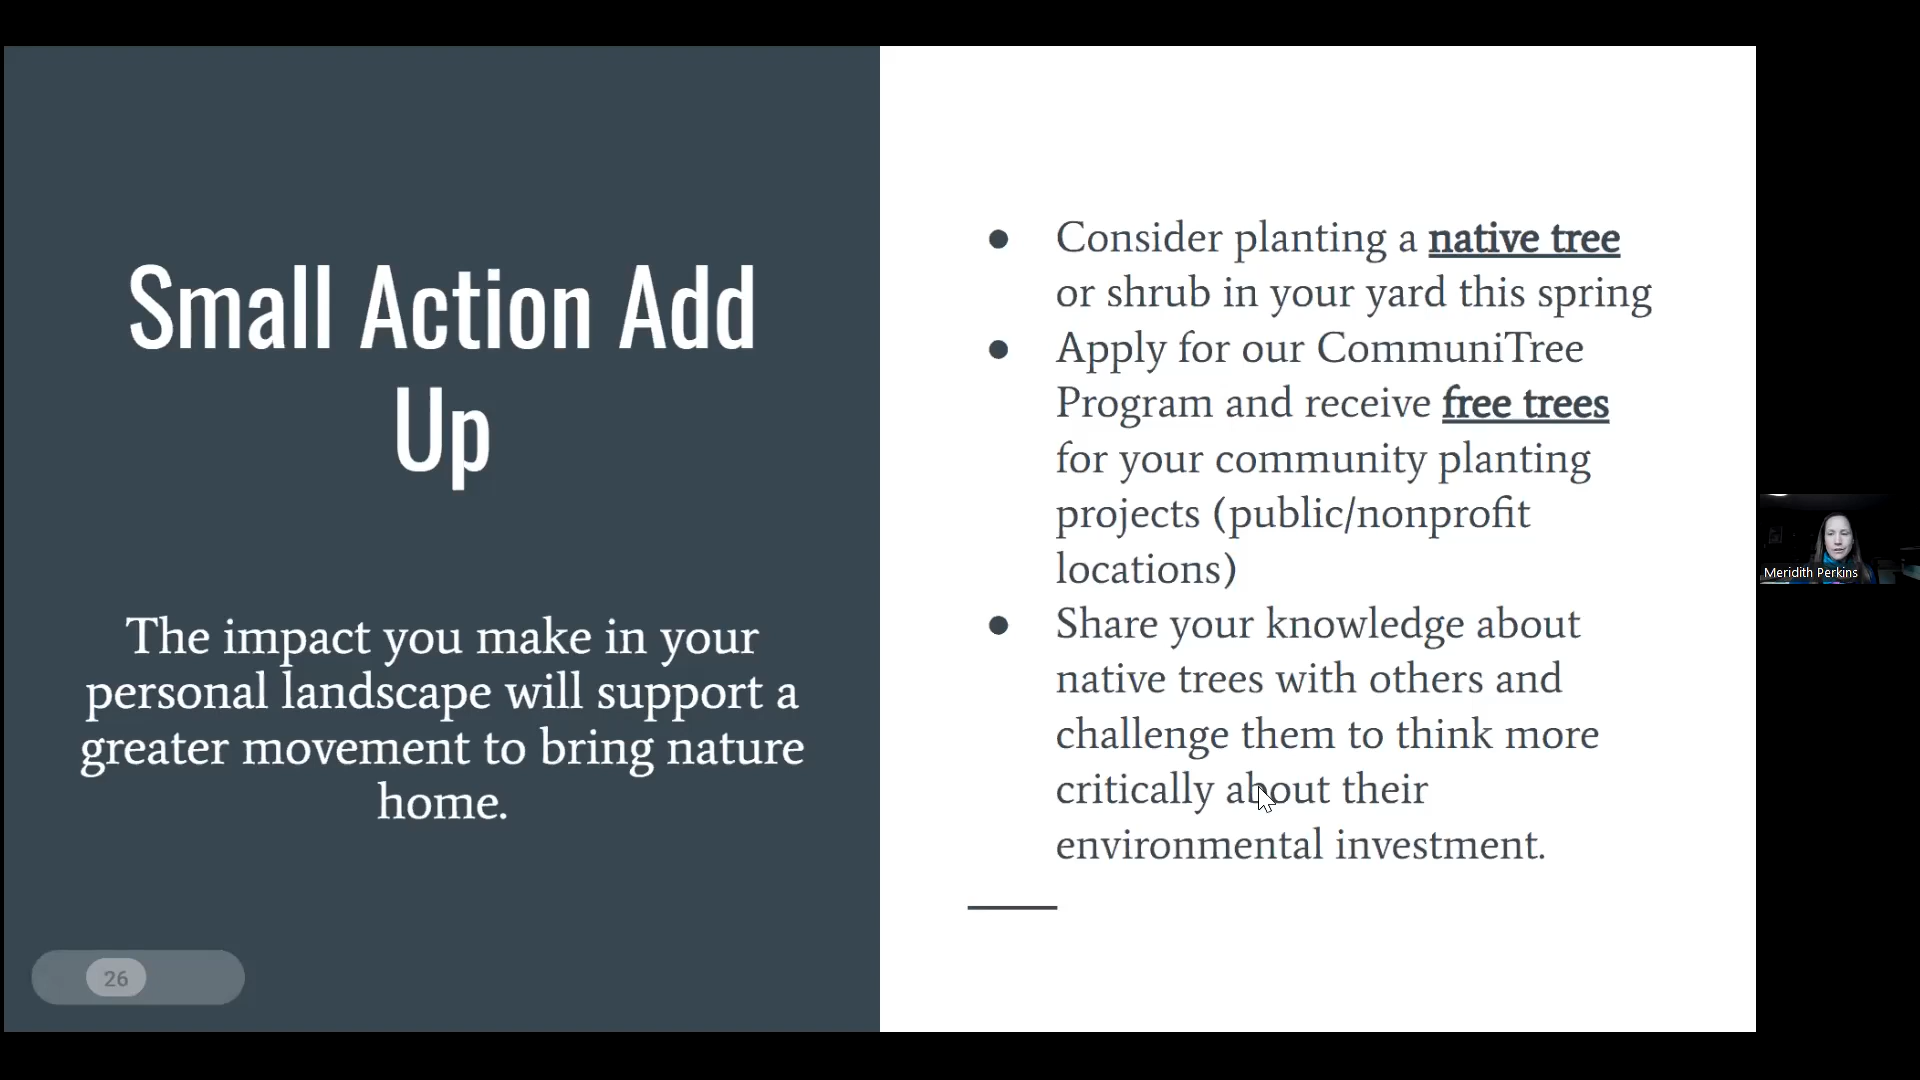 Small Action Add
Up
The impact you make in your
personal landscape will support a
greater movement to bring nature
home.
26
● Consider planting a native tree
or shrub in your yard this spring
● Apply for our CommuniTree
Program and receive free trees
for your community planting
projects (public/nonprofit
locations)
● Share your knowledge about
native trees with others and
challenge them to think more
critically about their
environmental investment.
Meridith Perkins